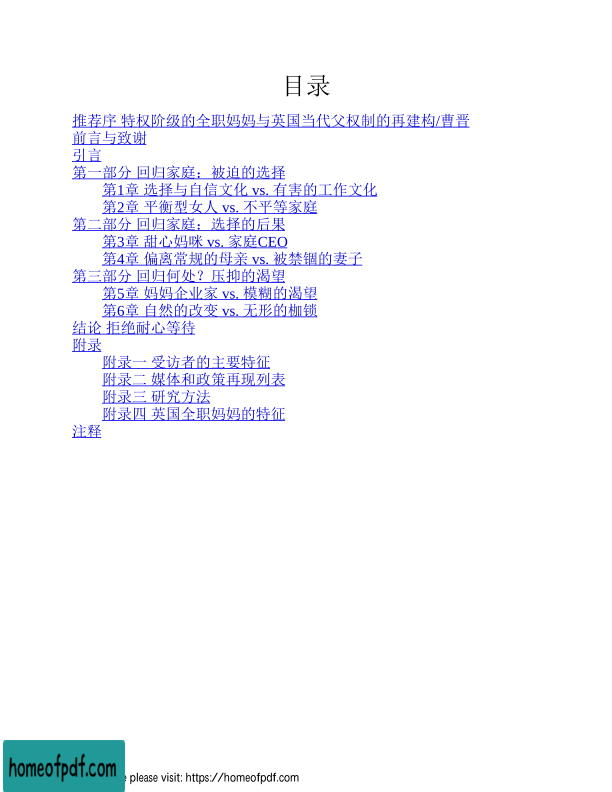 目录
推荐序 特权阶级的全职妈妈与英国当代父权制的再建构/曹晋
前言与致谢
引言
第一部分 回归家庭：被迫的选择
第1章 选择与自信文化 vs. 有害的工作文化
第2章 平衡型女人 vs. 不平等家庭
第二部分 回归家庭：选择的后果
第3章 甜心妈咪 vs. 家庭CEO
第4章 偏离常规的母亲 vs. 被禁锢的妻子
第三部分 回归何处？压抑的渴望
第5章 妈妈企业家 vs. 模糊的渴望
第6章 自然的改变 vs. 无形的枷锁
结论 拒绝耐心等待
附录
附录一 受访者的主要特征
附录二 媒体和政策再现列表
附录三 研究方法
附录四 英国全职妈妈的特征
注释
homeofpdf.com
please visit: https://homeofpdf.com